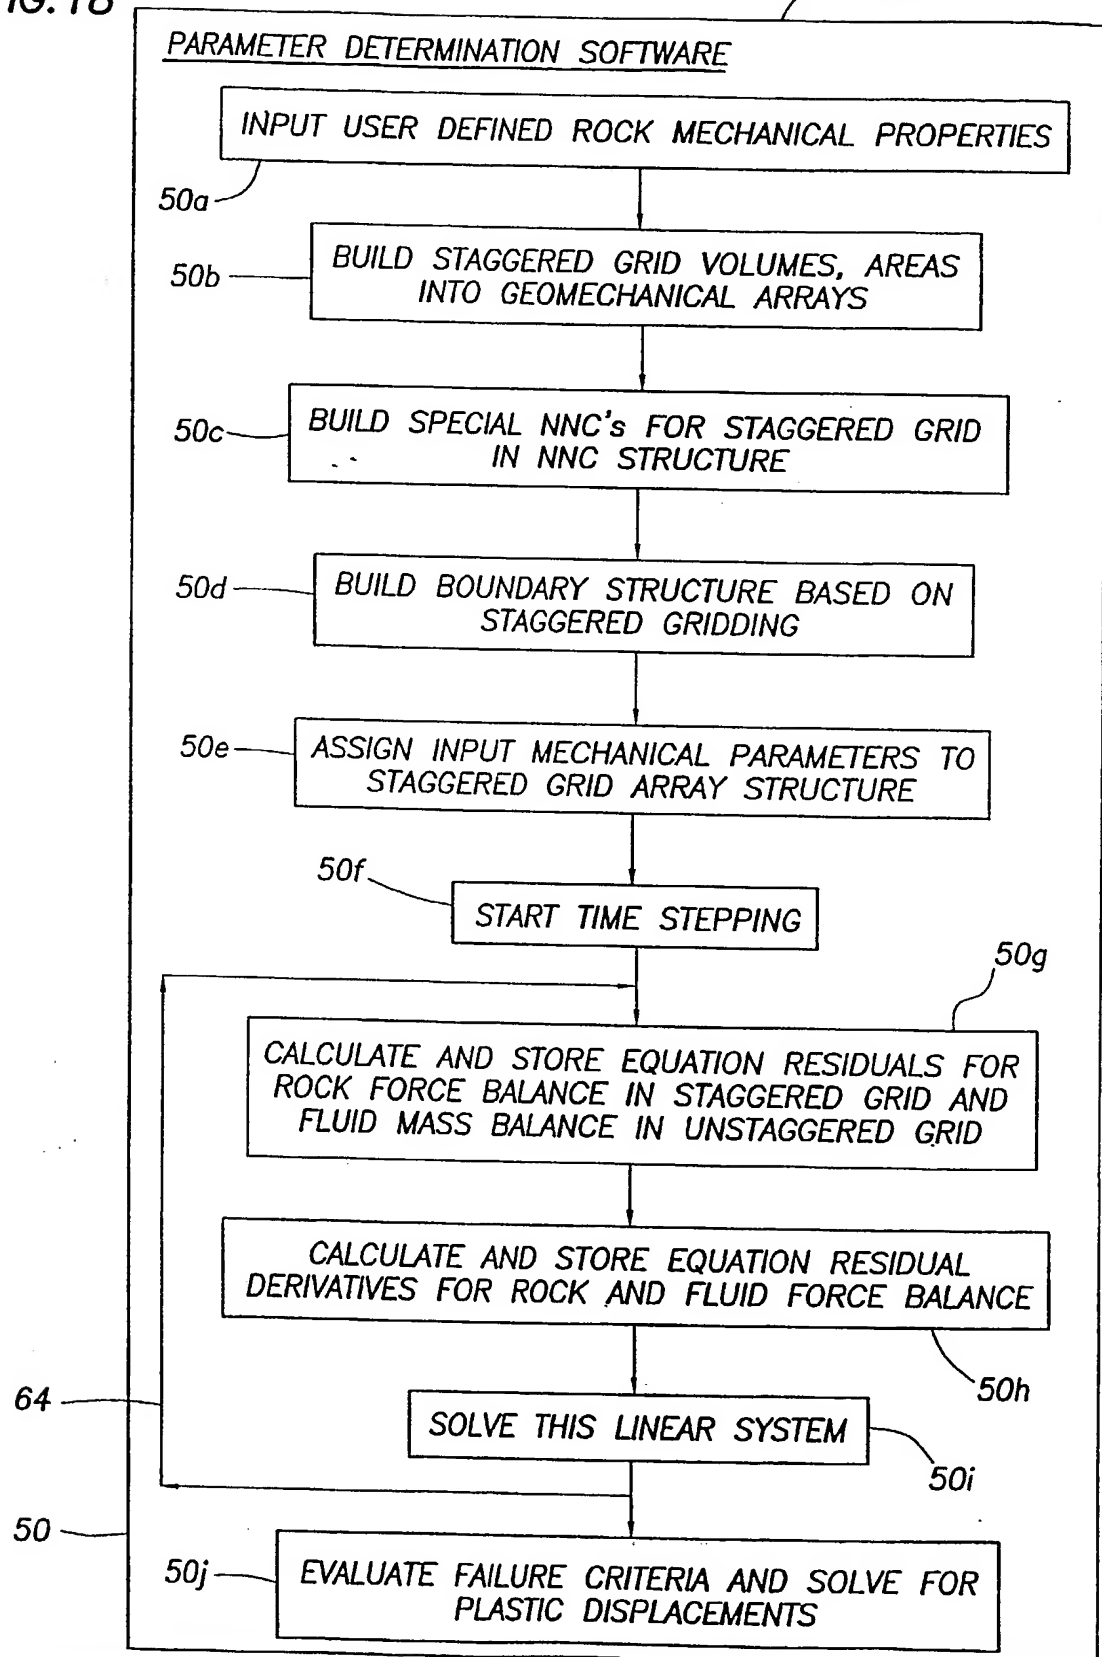 FIG. 18
PARAMETER DETERMINATION SOFTWARE
INPUT USER DEFINED ROCK MECHANICAL PROPERTIES
50a
BUILD STAGGERED GRID VOLUMES, AREAS
INTO GEOMECHANICAL ARRAYS
50b
BUILD SPECIAL NNC's FOR STAGGERED GRID
IN NNC STRUCTURE
50c
BUILD BOUNDARY STRUCTURE BASED ON
STAGGERED GRIDDING
50d
ASSIGN INPUT MECHANICAL PARAMETERS TO
STAGGERED GRID ARRAY STRUCTURE
50e
50f
START TIME STEPPING
50g
CALCULATE AND STORE EQUATION RESIDUALS FOR
ROCK FORCE BALANCE IN STAGGERED GRID AND
FLUID MASS BALANCE IN UNSTAGGERED GRID
CALCULATE AND STORE EQUATION RESIDUAL
DERIVATIVES FOR ROCK AND FLUID FORCE BALANCE
50h
64
SOLVE THIS LINEAR SYSTEM
50i
50
50j
EVALUATE FAILURE CRITERIA AND SOLVE FOR
PLASTIC DISPLACEMENTS